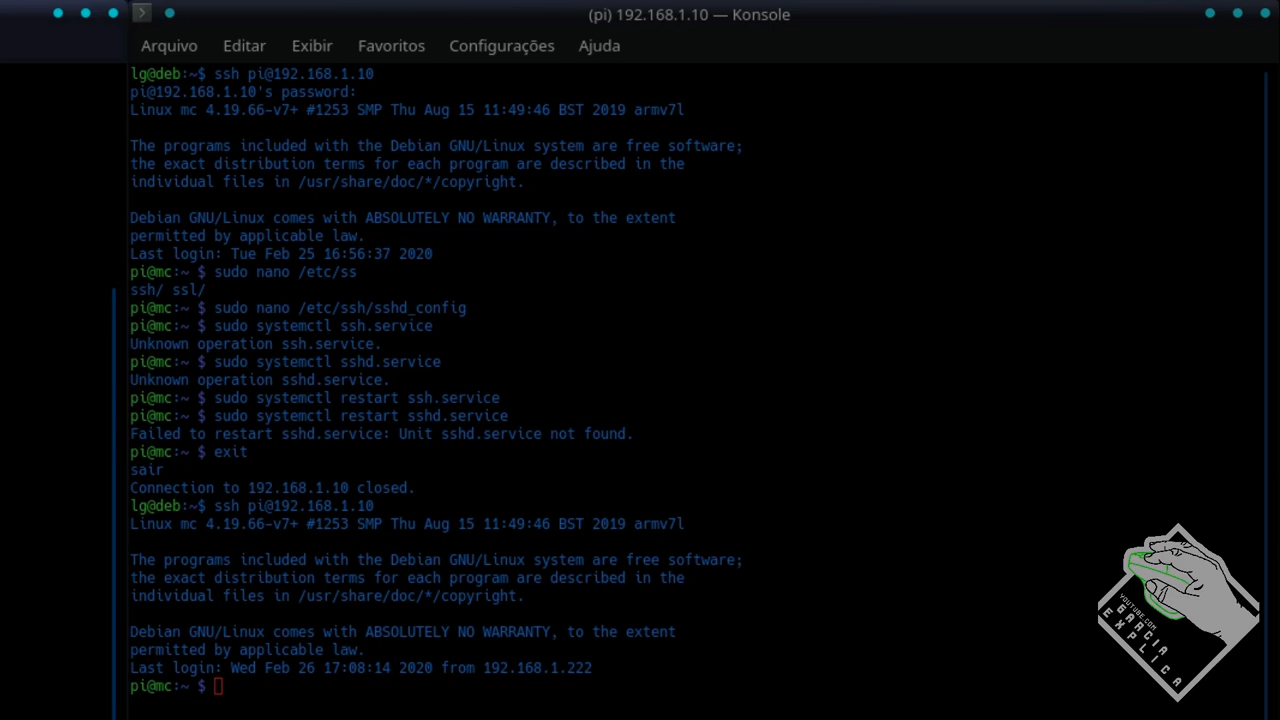 (pi) 192.168.1.10 — Konsole
Arquivo Editar Exibir Favoritos Configurações Ajuda
lg@deb:~$ ssh pi@192.168.1.10
pi@192.168.1.10's password:
Linux mc 4.19.66-v7+ #1253 SMP Thu Aug 15 11:49:46 BST 2019 armv7l
The programs included with the Debian GNU/Linux system are free software;
the exact distribution terms for each program are described in the
individual files in /usr/share/doc/*/copyright.
Debian GNU/Linux comes with ABSOLUTELY NO WARRANTY, to the extent
permitted by applicable law.
Last login: Tue Feb 25 16:56:37 2020
pi@mc:~ $ sudo nano /etc/ss
ssh/ ssl/
pi@mc:~ $ sudo nano /etc/ssh/sshd_config
pi@mc:~ $ sudo systemctl ssh.service
Unknown operation ssh.service.
pi@mc:~ $ sudo systemctl sshd.service
Unknown operation sshd.service.
pi@mc:~ $ sudo systemctl restart ssh.service
pi@mc:~ $ sudo systemctl restart sshd.service
Failed to restart sshd.service: Unit sshd.service not found.
pi@mc:~ $ exit
sair
Connection to 192.168.1.10 closed.
lg@deb:~$ ssh pi@192.168.1.10
Linux mc 4.19.66-v7+ #1253 SMP Thu Aug 15 11:49:46 BST 2019 armv7l
The programs included with the Debian GNU/Linux system are free software;
the exact distribution terms for each program are described in the
individual files in /usr/share/doc/*/copyright.
Debian GNU/Linux comes with ABSOLUTELY NO WARRANTY, to the extent
permitted by applicable law.
Last login: Wed Feb 26 17:08:14 2020 from 192.168.1.222
pi@mc:~ $
YOUTUBE.COM
GARCIA
EXPLICA